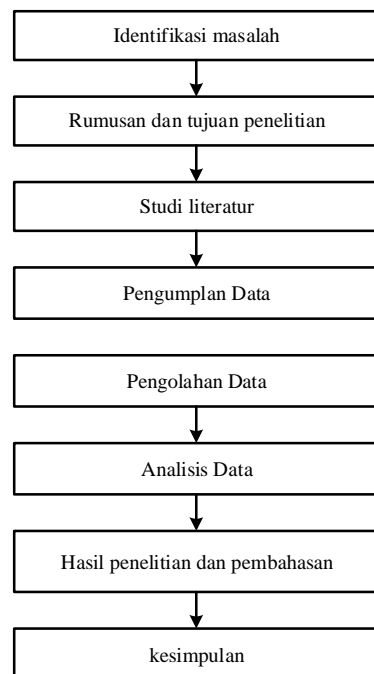 Identifikasi masalah
Rumusan dan tujuan penelitian
Studi literatur
Pengumplan Data
Pengolahan Data
Analisis Data
Hasil penelitian dan pembahasan
kesimpulan